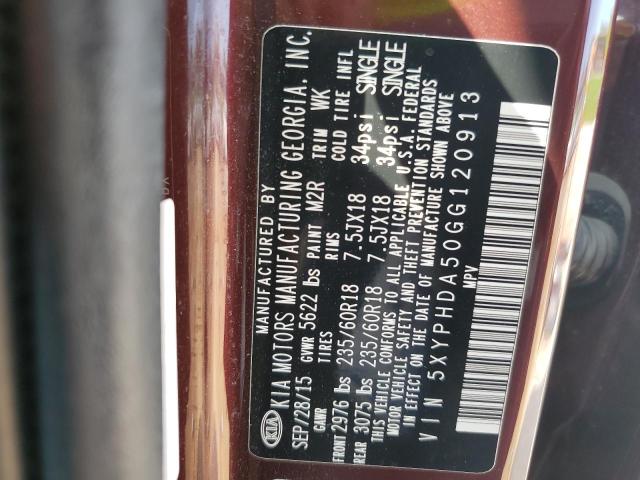 MANUFACTURED BY
KIA KIA MOTORS MANUFACTURING GEORGIA, INC.
SEP/28/15 GVWR 5622 lbs PAINT M2R TRIM WK
GAWR TIRES RIMS COLD TIRE INFL
FRONT 2976 lbs 235/60R18 7.5JX18 34psi SINGLE
REAR 3075 lbs 235/60R18 7.5JX18 34psi SINGLE
THIS VEHICLE CONFORMS TO ALL APPLICABLE U.S.A. FEDERAL
MOTOR VEHICLE SAFETY AND THEFT PREVENTION STANDARDS
IN EFFECT ON THE DATE OF MANUFACTURE SHOWN ABOVE
VIN 5XYPHDA50GG120913
MPV